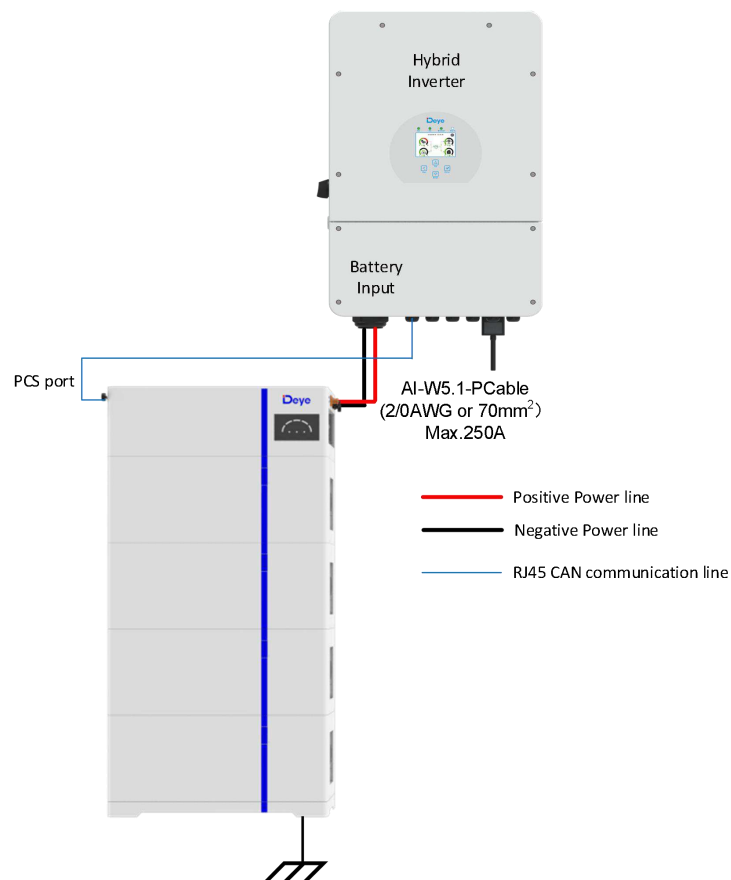 Hybrid
Inverter
Deye
Battery
Input
PCS port
AI-W5.1-PCable
(2/0AWG or 70mm²）
Max.250A
Deye
Positive Power line
Negative Power line
RJ45 CAN communication line